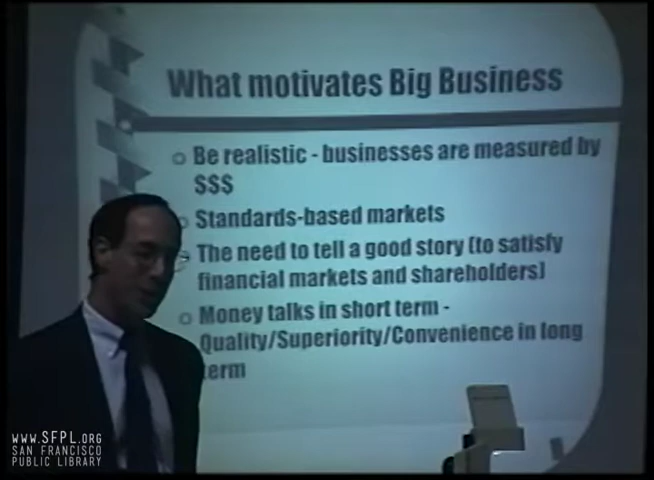 What motivates Big Business
Be realistic - businesses are measured by
$$$
Standards-based markets
The need to tell a good story (to satisfy
financial markets and shareholders)
Money talks in short term -
Quality/Superiority/Convenience in long
term
WWW.SFPL.ORG
SAN FRANCISCO
PUBLIC LIBRARY